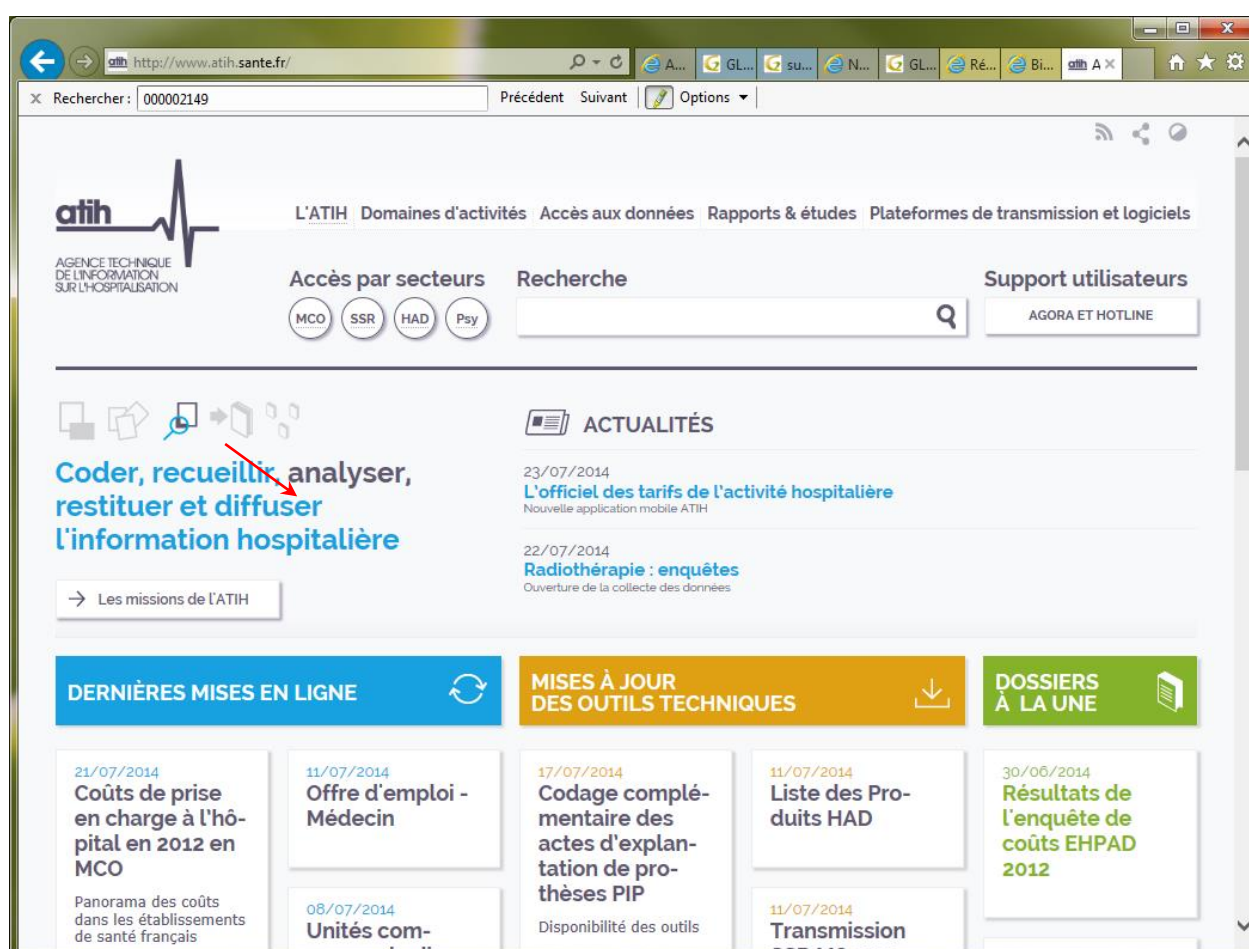 http://www.atih.sante.fr/
A...
GL...
su...
N...
GL...
Ré...
Bi...
atih A
x Rechercher: 000002149 Précédent Suivant Options
atih
AGENCE TECHNIQUE
DE L'INFORMATION
SUR L'HOSPITALISATION
L'ATIH Domaines d'activités Accès aux données Rapports & études Plateformes de transmission et logiciels
Accès par secteurs
MCO SSR HAD Psy
Recherche
Support utilisateurs
AGORA ET HOTLINE
Coder, recueillir, analyser,
restituer et diffuser
l'information hospitalière
→ Les missions de l'ATIH
ACTUALITÉS
23/07/2014
L'officiel des tarifs de l'activité hospitalière
Nouvelle application mobile ATIH
22/07/2014
Radiothérapie : enquêtes
Ouverture de la collecte des données
DERNIÈRES MISES EN LIGNE
21/07/2014
Coûts de prise
en charge à l'hô-
pital en 2012 en
MCO
Panorama des coûts
dans les établissements
de santé français
11/07/2014
Offre d'emploi -
Médecin
08/07/2014
Unités com-
MISES À JOUR
DES OUTILS TECHNIQUES
17/07/2014
Codage complé-
mentaire des
actes d'explan-
tation de pro-
thèses PIP
Disponibilité des outils
11/07/2014
Liste des Pro-
duits HAD
11/07/2014
Transmission
DOSSIERS
À LA UNE
30/06/2014
Résultats de
l'enquête de
coûts EHPAD
2012